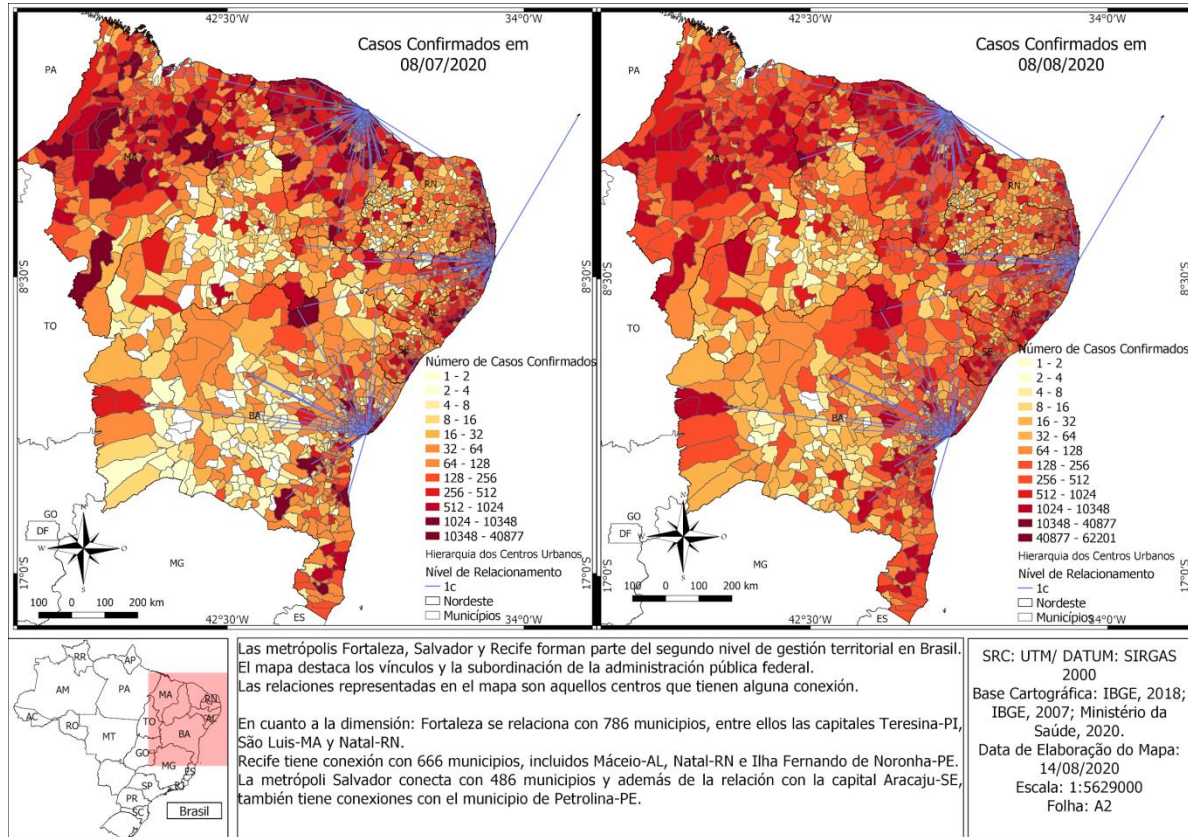 42°30'O
34°0'O
Casos Confirmados em
08/07/2020
PA
MA
RN
8°30'S
TO
AL
SE
BA
Número de Casos Confirmados
1 - 2
2 - 4
4 - 8
8 - 16
16 - 32
32 - 64
64 - 128
128 - 256
256 - 512
512 - 1024
1024 - 10348
10348 - 40877
Hierarquia dos Centros Urbanos
Nível de Relacionamento
1c
Nordeste
Municípios
GO
DF
N
W
O
S
MG
17°0'S
100 0 100 200 km
ES
42°30'O
34°0'O
42°30'O
34°0'O
Casos Confirmados em
08/08/2020
PA
MA
RN
8°30'S
TO
AL
SE
BA
Número de Casos Confirmados
1 - 2
2 - 4
4 - 8
8 - 16
16 - 32
32 - 64
64 - 128
128 - 256
256 - 512
512 - 1024
1024 - 10348
10348 - 40877
40877 - 62201
Hierarquia dos Centros Urbanos
Nível de Relacionamento
1c
Nordeste
Municípios
GO
DF
N
W
O
S
MG
17°0'S
100 0 100 200 km
ES
42°30'O
34°0'O
RR
AP
AM
PA
MA
RN
AC
RO
TO
AL
MT
BA
GO
MG
ES
SP
RJ
PR
SC
Brasil
Las metrópolis Fortaleza, Salvador y Recife forman parte del segundo nivel de gestión territorial en Brasil.
El mapa destaca los vínculos y la subordinación de la administración pública federal.
Las relaciones representadas en el mapa son aquellos centros que tienen alguna conexión.
En cuanto a la dimensión: Fortaleza se relaciona con 786 municipios, entre ellos las capitales Teresina-PI,
São Luis-MA y Natal-RN.
Recife tiene conexión con 666 municipios, incluidos Máceio-AL, Natal-RN e Ilha Fernando de Noronha-PE.
La metrópoli Salvador conecta con 486 municipios y además de la relación con la capital Aracaju-SE,
también tiene conexiones con el municipio de Petrolina-PE.
SRC: UTM/ DATUM: SIRGAS
2000
Base Cartográfica: IBGE, 2018;
IBGE, 2007; Ministério da
Saúde, 2020.
Data de Elaboração do Mapa:
14/08/2020
Escala: 1:5629000
Folha: A2